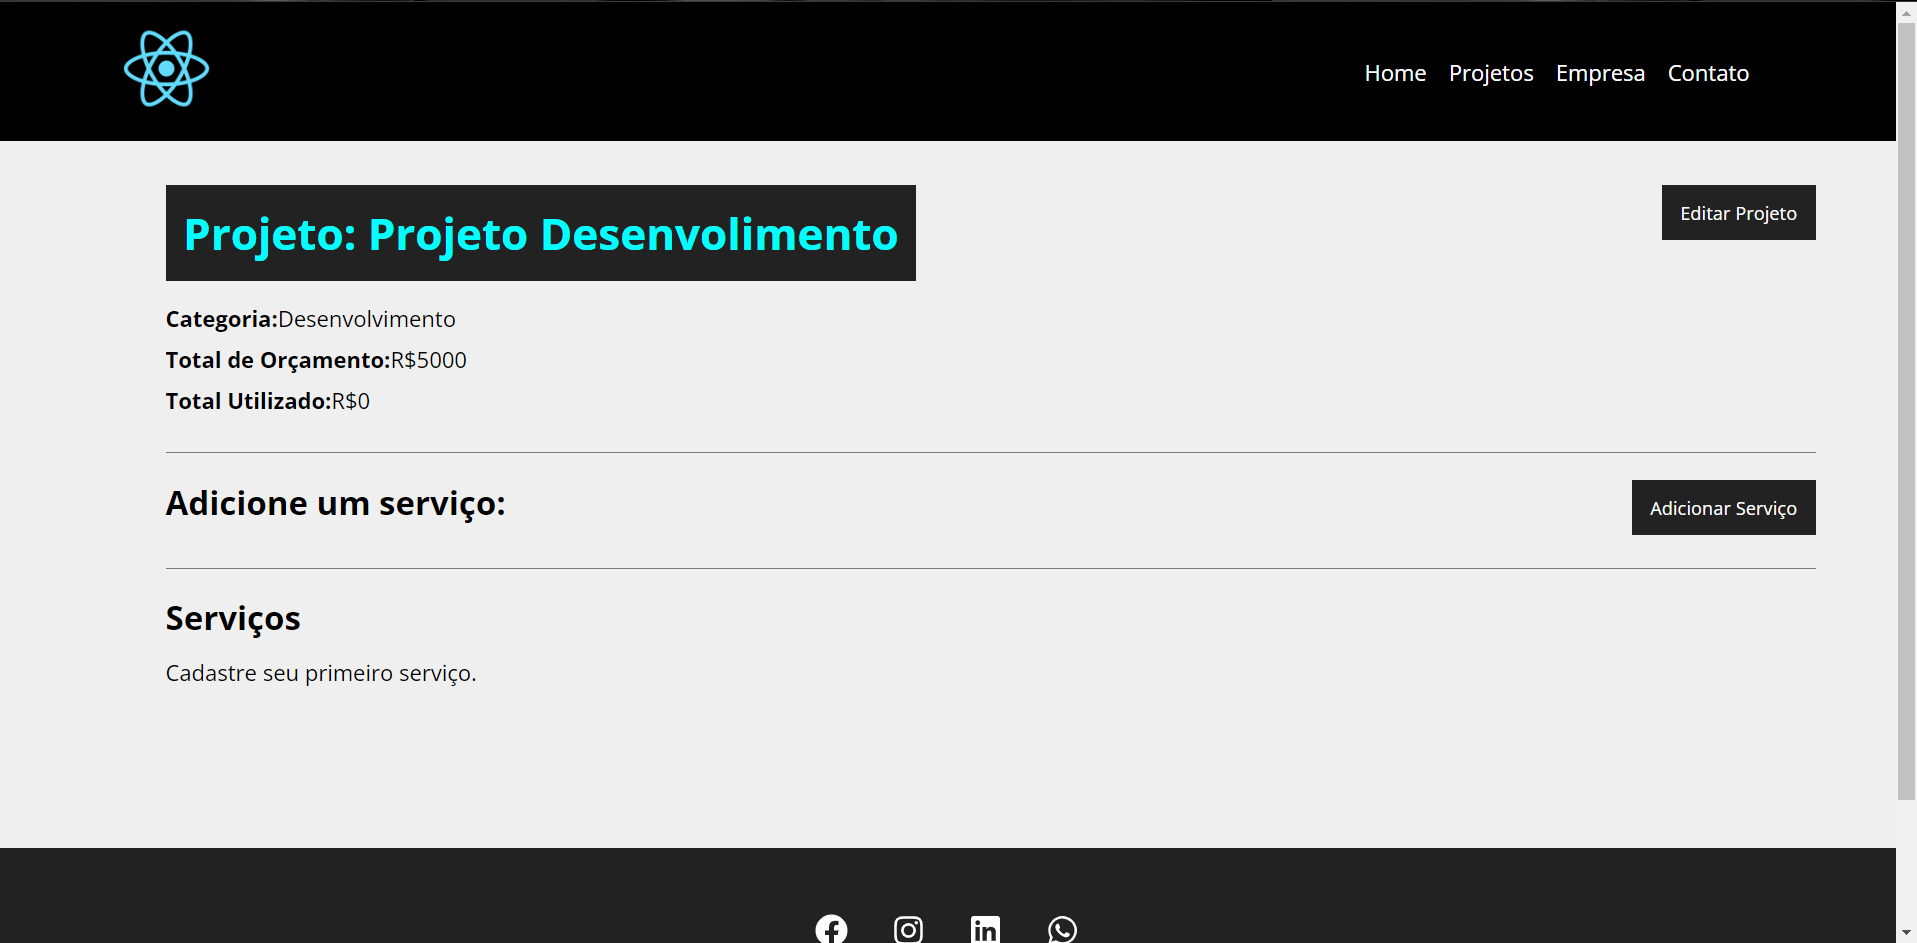 Home Projetos Empresa Contato
Projeto: Projeto Desenvolimento
Editar Projeto
Categoria:Desenvolvimento
Total de Orçamento:R$5000
Total Utilizado:R$0
Adicione um serviço:
Adicionar Serviço
Serviços
Cadastre seu primeiro serviço.